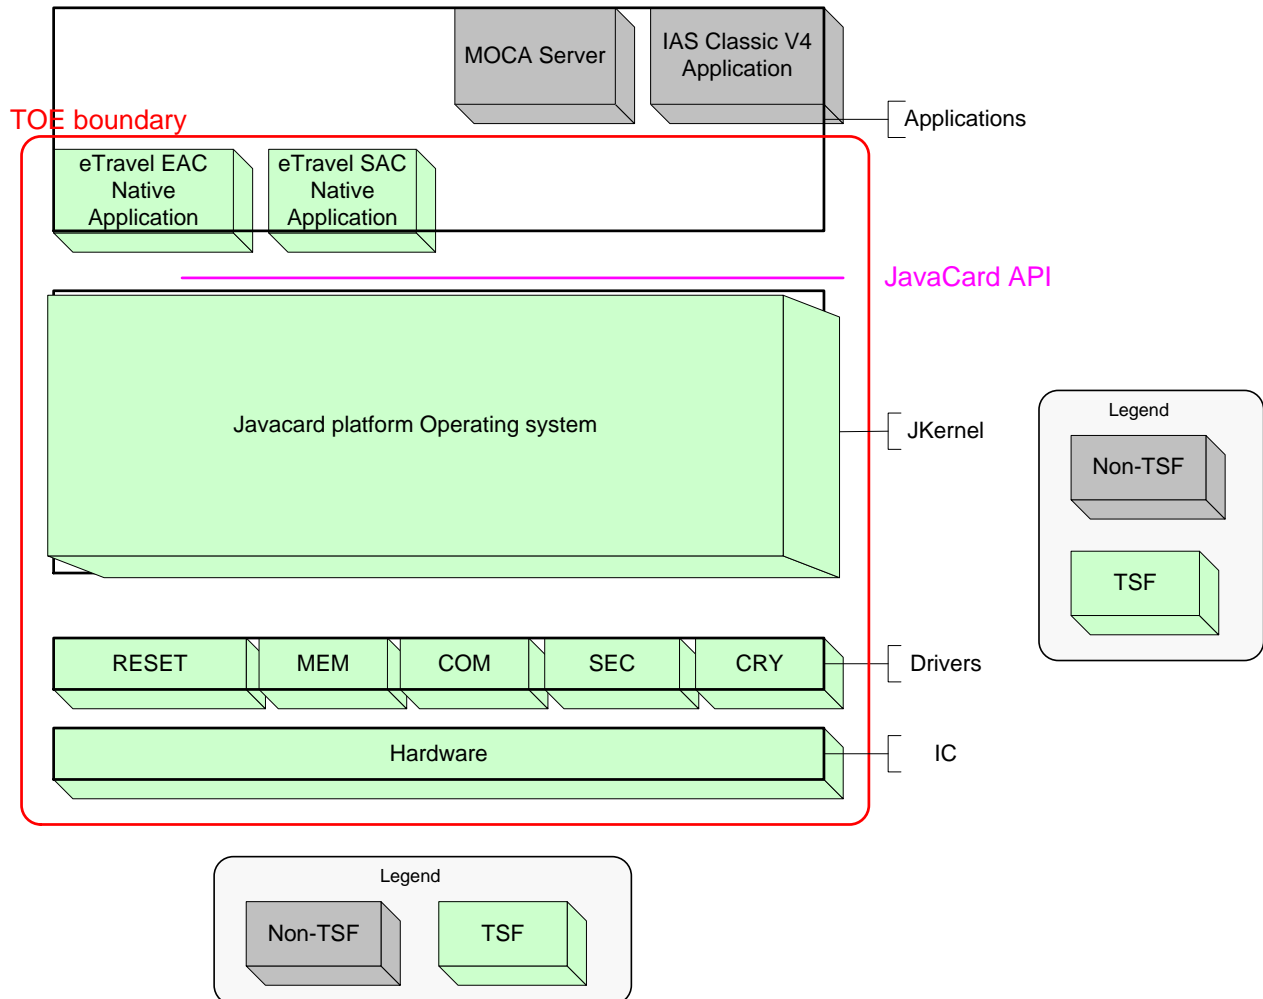 MOCA Server
IAS Classic V4
Application
Applications
TOE boundary
eTravel EAC
Native
Application
eTravel SAC
Native
Application
JavaCard API
Javacard platform Operating system
JKernel
Legend
Non-TSF
TSF
RESET
MEM
COM
SEC
CRY
Drivers
Hardware
IC
Legend
Non-TSF
TSF